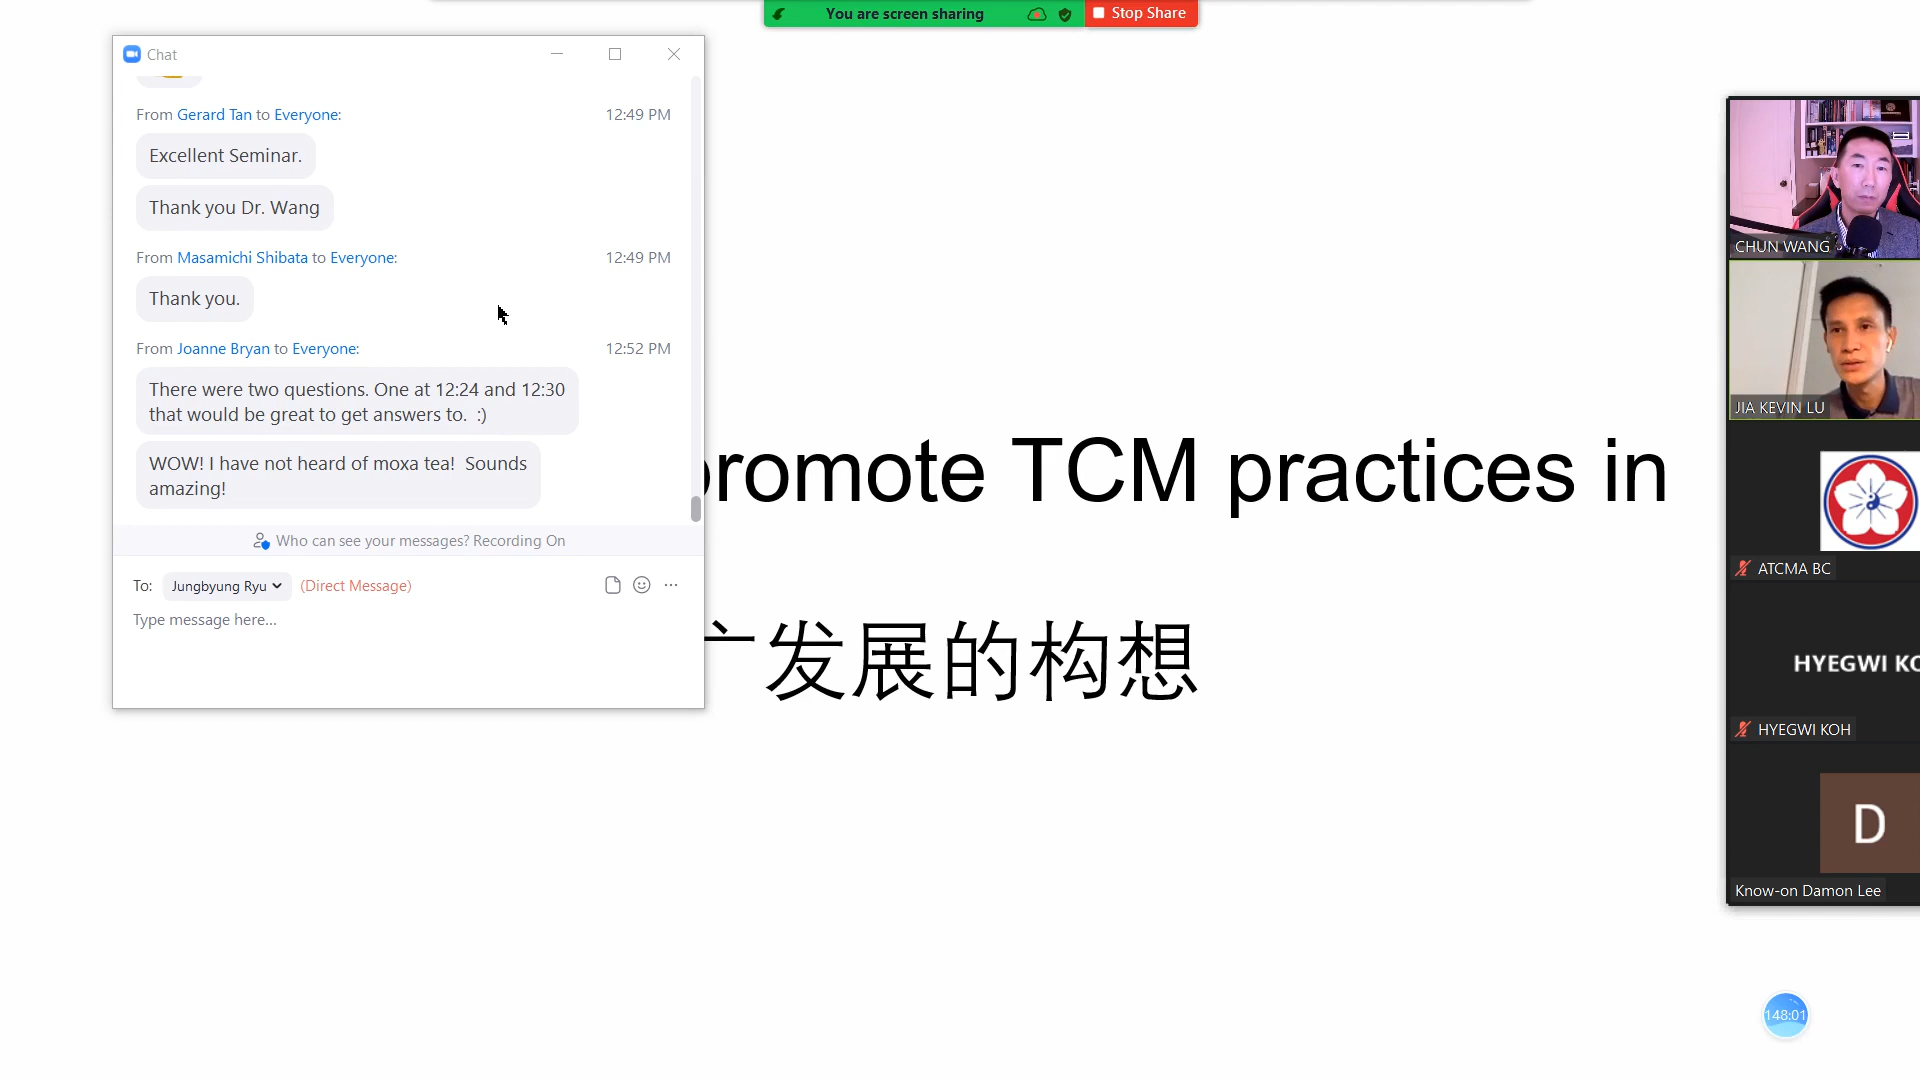 You are screen sharing
Stop Share
Chat
From Gerard Tan to Everyone: 12:49 PM
Excellent Seminar.
Thank you Dr. Wang
From Masamichi Shibata to Everyone: 12:49 PM
Thank you.
From Joanne Bryan to Everyone: 12:52 PM
There were two questions. One at 12:24 and 12:30
that would be great to get answers to.  :)
WOW! I have not heard of moxa tea!  Sounds
amazing!
Who can see your messages? Recording On
To: Jungbyung Ryu (Direct Message)
Type message here...
promote TCM practices in
发展的构想
CHUN WANG
JIA KEVIN LU
ATCMA BC
HYEGWI KO
HYEGWI KOH
D
Know-on Damon Lee
148:01